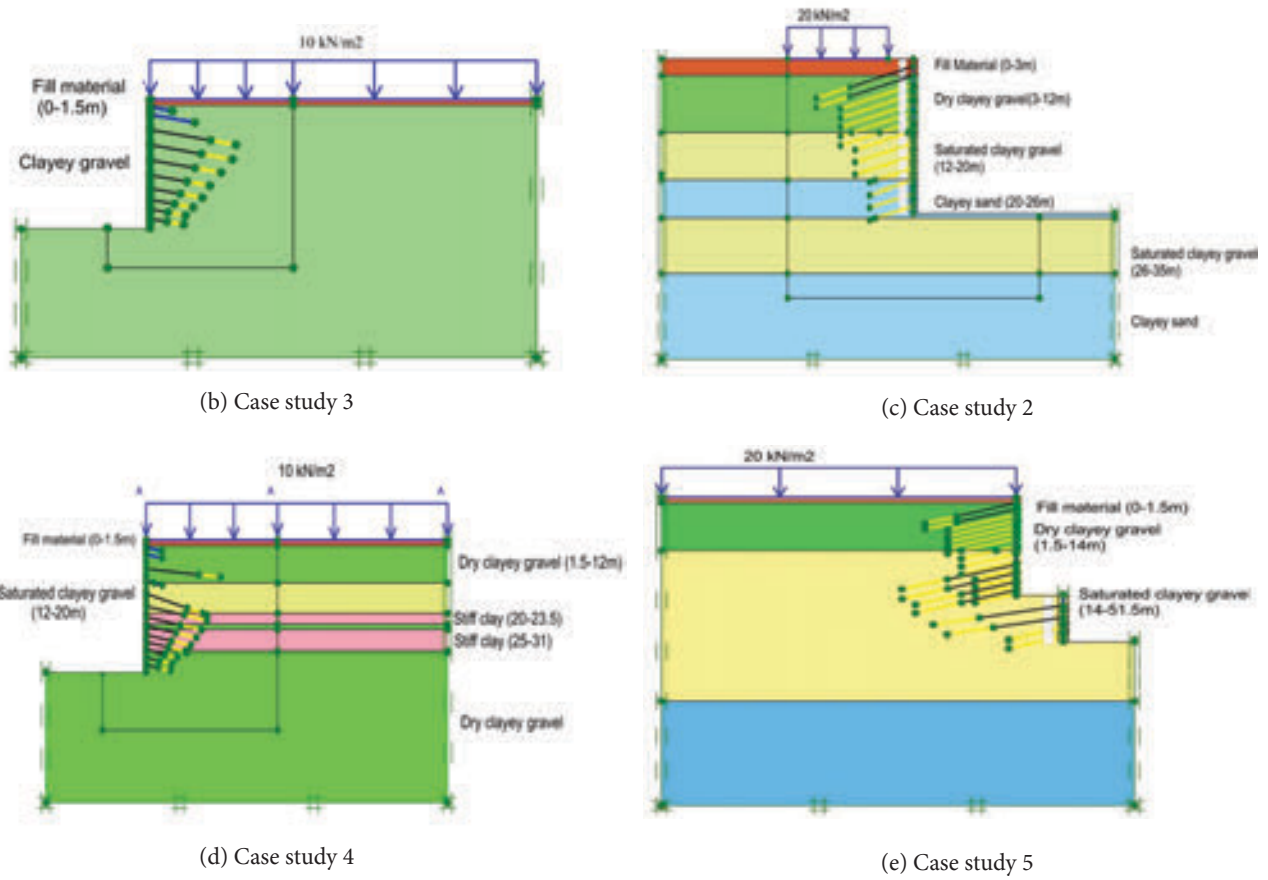 10 kN/m2
Fill material
(0-1.5m)
Clayey gravel
(b) Case study 3
20 kN/m2
Fill Material (0-3m)
Dry clayey gravel(3-12m)
Saturated clayey gravel
(12-20m)
Clayey sand (20-26m)
Saturated clayey gravel
(26-35m)
Clayey sand
(c) Case study 2
10 kN/m2
A A A
Fill material (0-1.5m)
Dry clayey gravel (1.5-12m)
Saturated clayey gravel
(12-20m)
Stiff clay (20-23.5)
Stiff clay (25-31)
Dry clayey gravel
(d) Case study 4
20 kN/m2
Fill material (0-1.5m)
Dry clayey gravel
(1.5-14m)
Saturated clayey gravel
(14-51.5m)
(e) Case study 5